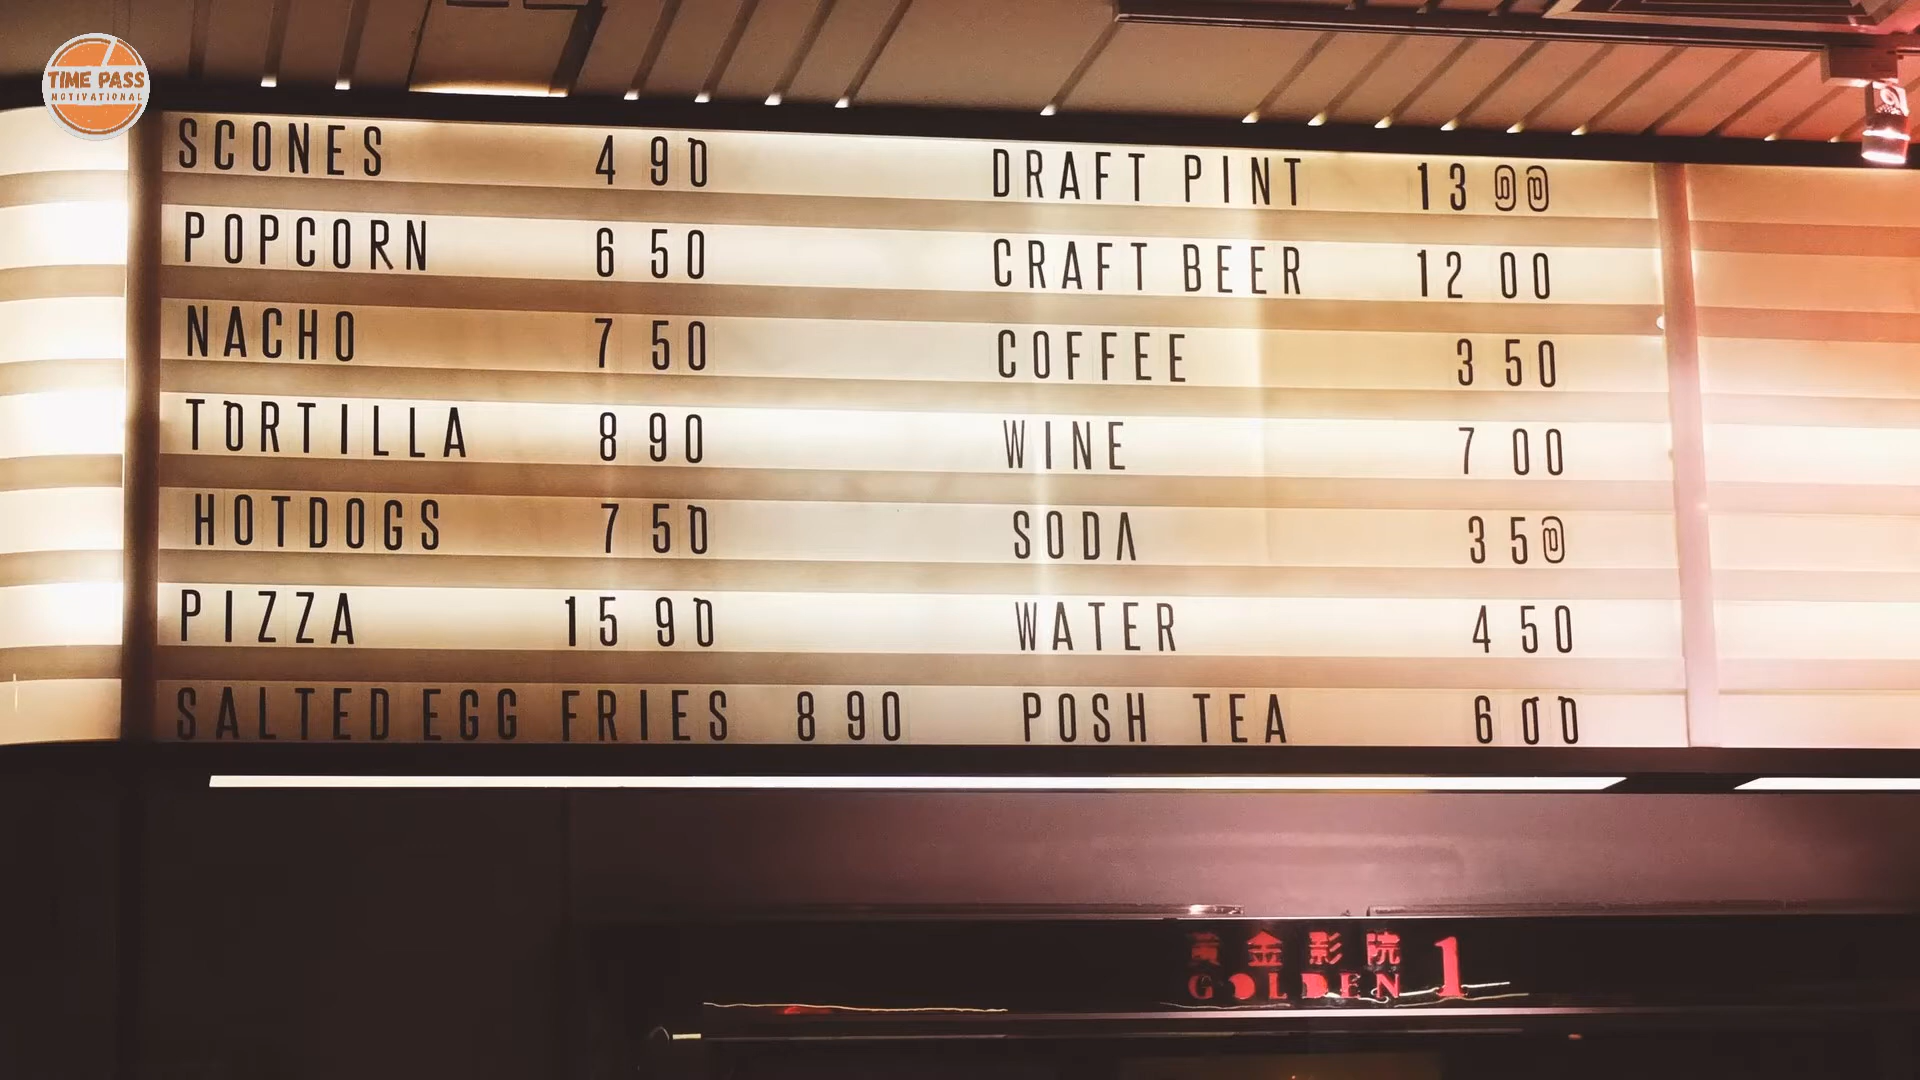 TIME PASS
MOTIVATIONAL
SCONES 4 90
POPCORN 6 50
NACHO 7 50
TORTILLA 8 90
HOTDOGS 7 50
PIZZA 15 90
SALTED EGG FRIES 8 90
DRAFT PINT 13 00
CRAFT BEER 12 00
COFFEE 3 50
WINE 7 00
SODA 3 50
WATER 4 50
POSH TEA 6 00
黃金影院
GOLDEN 1